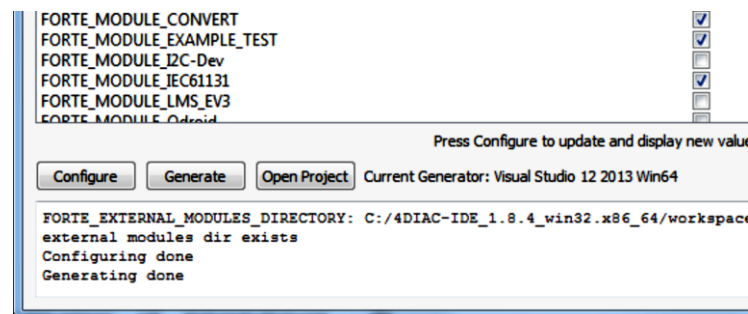 FORTE_MODULE_CONVERT
FORTE_MODULE_EXAMPLE_TEST
FORTE_MODULE_I2C-Dev
FORTE_MODULE_IEC61131
FORTE_MODULE_LMS_EV3
FORTE_MODULE_Odroid
Press Configure to update and display new value
Configure Generate Open Project Current Generator: Visual Studio 12 2013 Win64
FORTE_EXTERNAL_MODULES_DIRECTORY: C:/4DIAC-IDE_1.8.4_win32.x86_64/workspace
external modules dir exists
Configuring done
Generating done